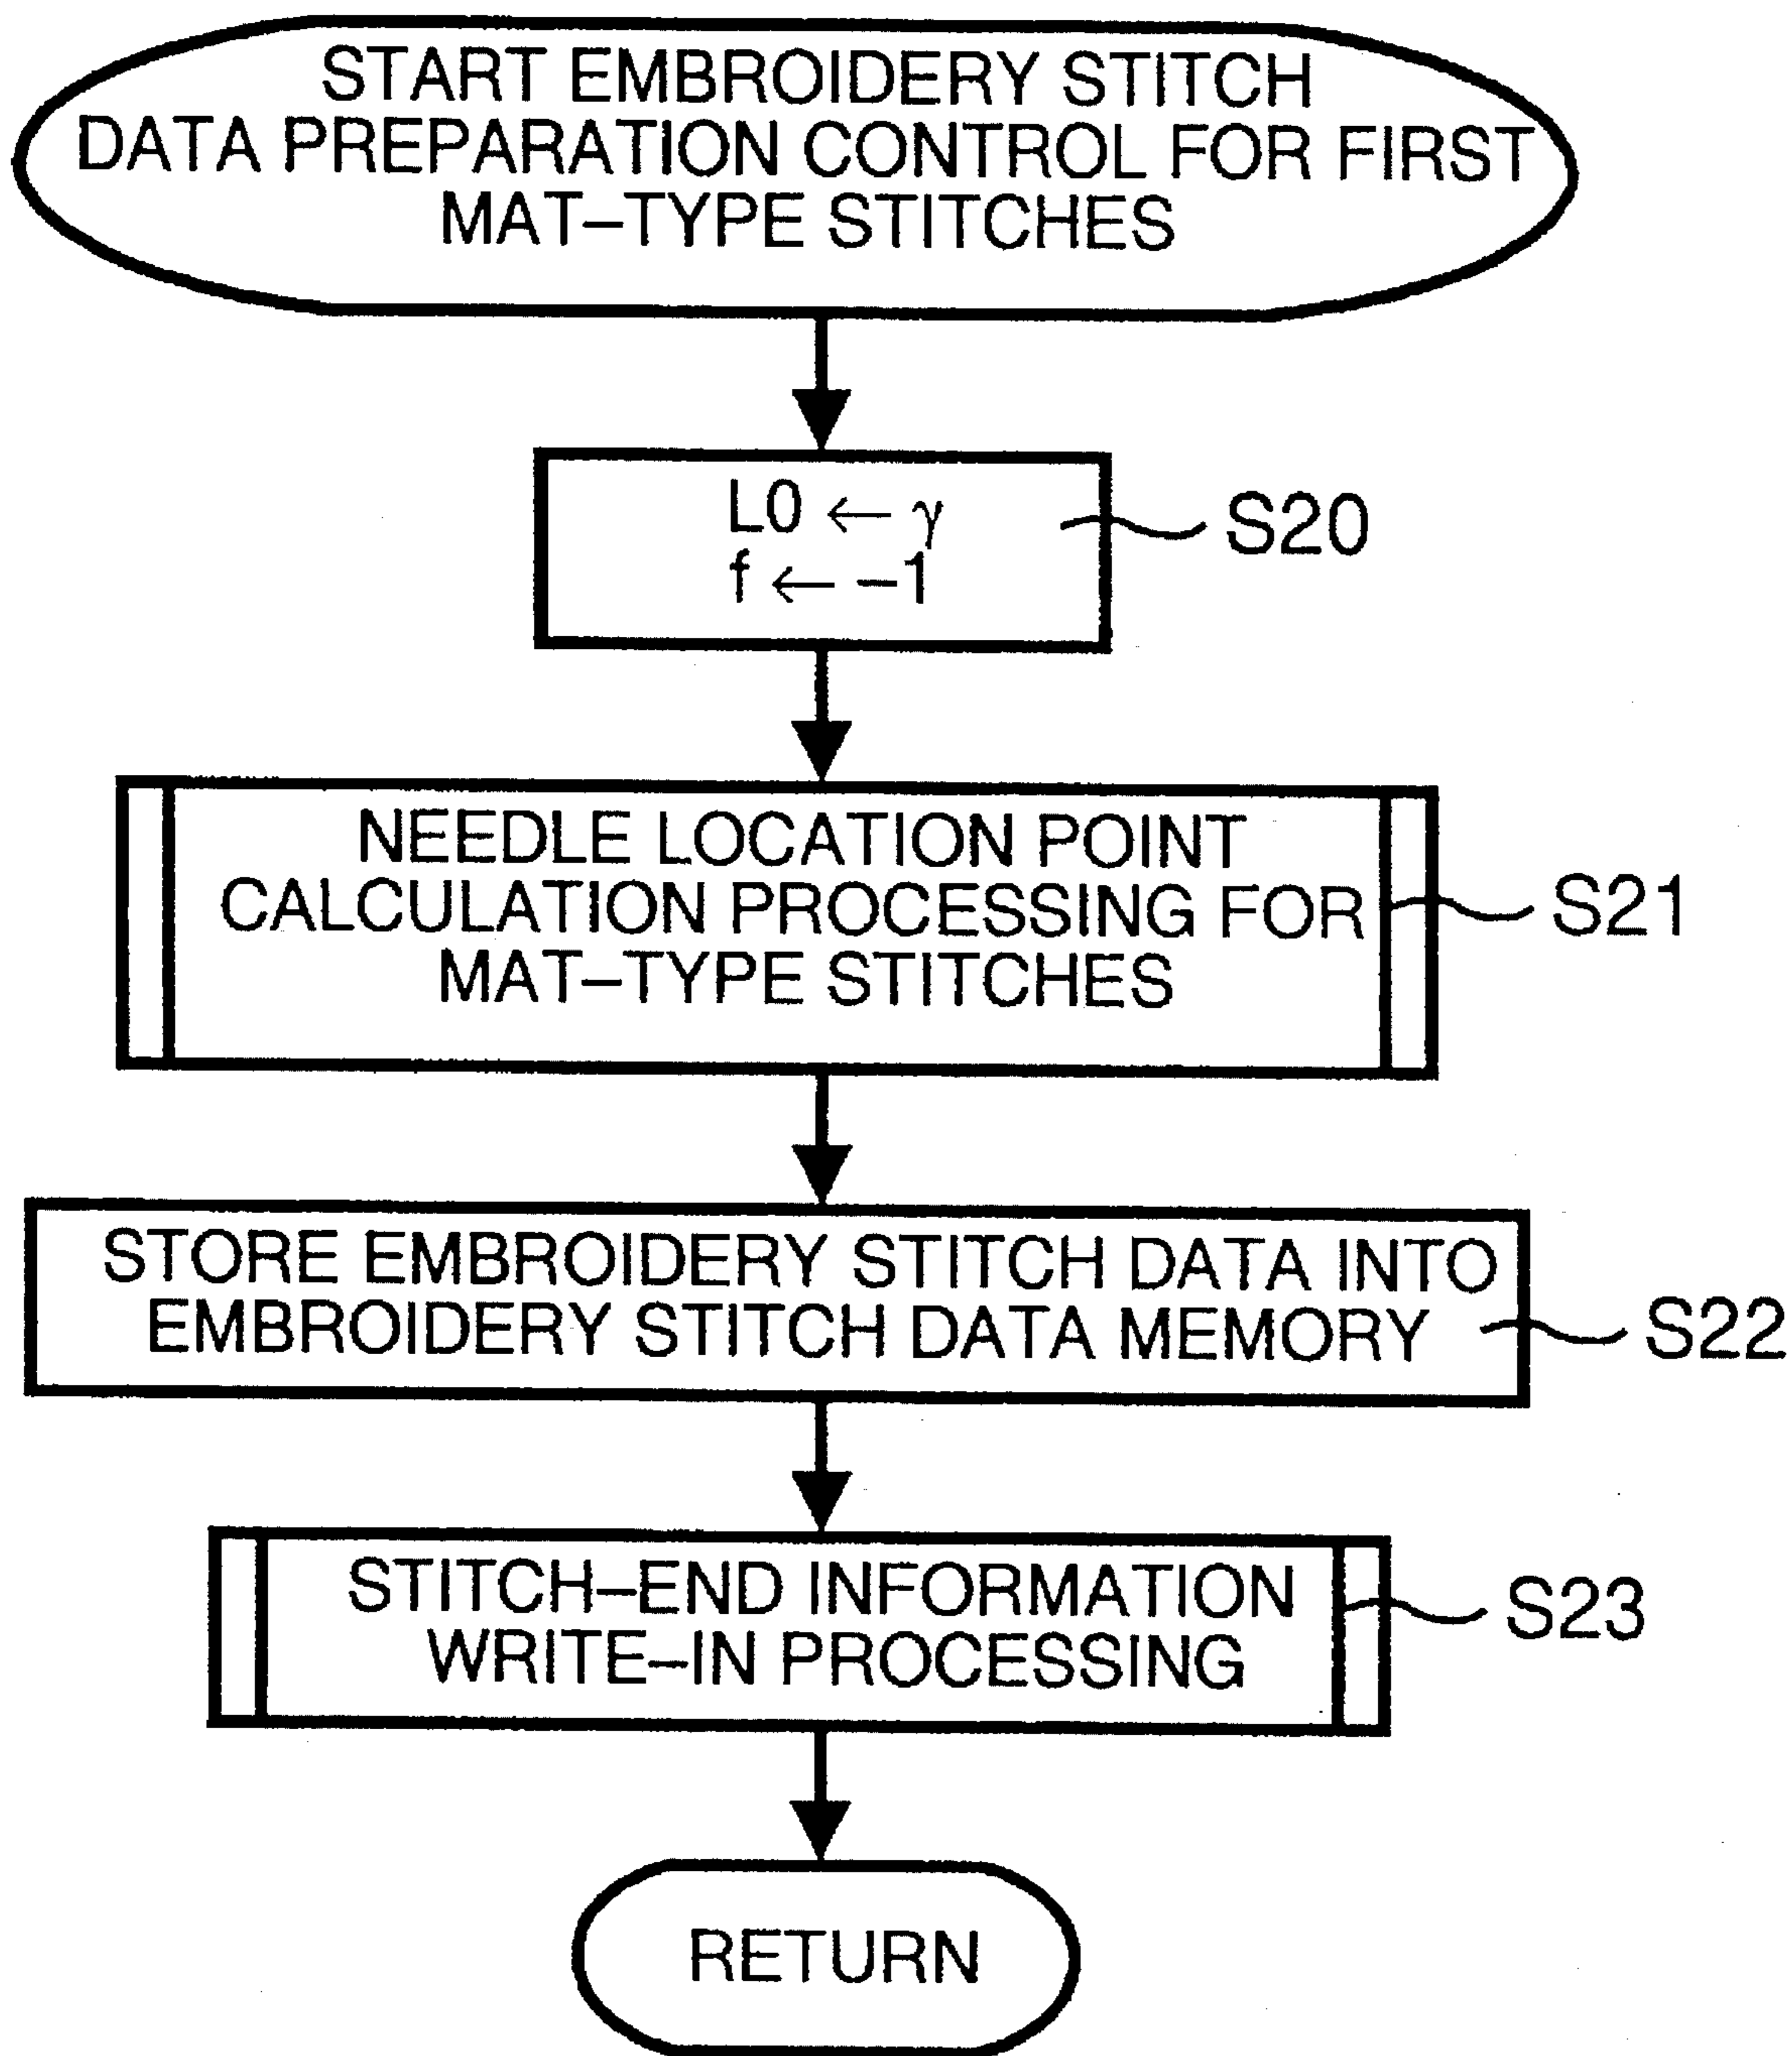 START EMBROIDERY STITCH
DATA PREPARATION CONTROL FOR FIRST
MAT–TYPE STITCHES
L0 ← γ
f ← –1
S20
NEEDLE LOCATION POINT
CALCULATION PROCESSING FOR
MAT–TYPE STITCHES
S21
STORE EMBROIDERY STITCH DATA INTO
EMBROIDERY STITCH DATA MEMORY
S22
STITCH–END INFORMATION
WRITE–IN PROCESSING
S23
RETURN